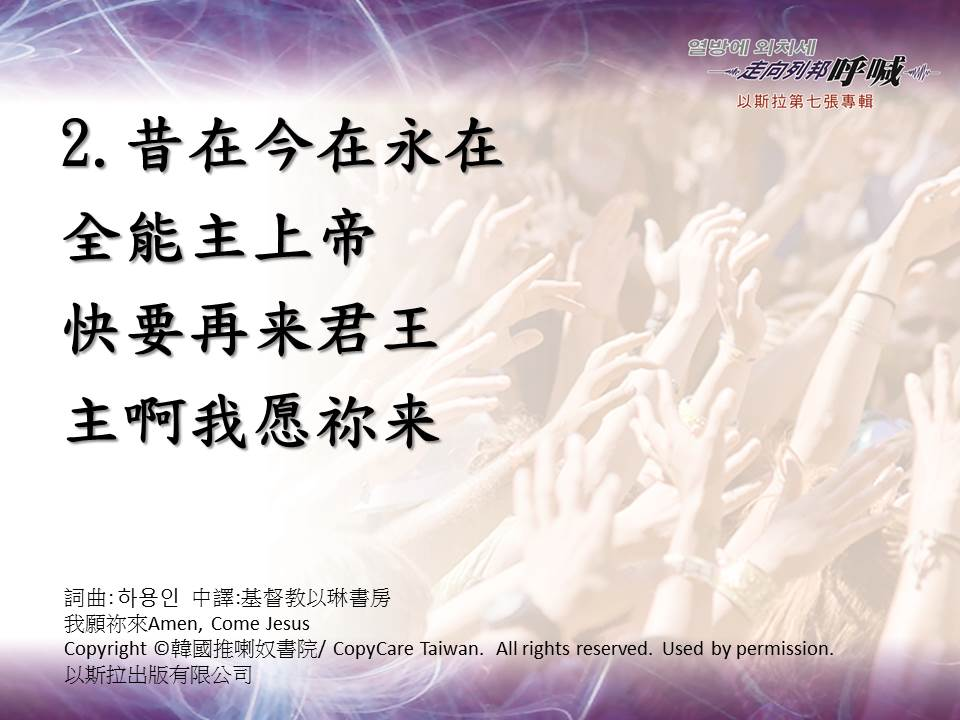 열방에 외치세
走向列邦呼喊
以斯拉第七張專輯
2.昔在今在永在
全能主上帝
快要再来君王
主啊我愿祢来
詞曲:하용인 中譯:基督教以琳書房
我願祢來Amen, Come Jesus
Copyright ©韓國推喇奴書院/ CopyCare Taiwan. All rights reserved. Used by permission.
以斯拉出版有限公司